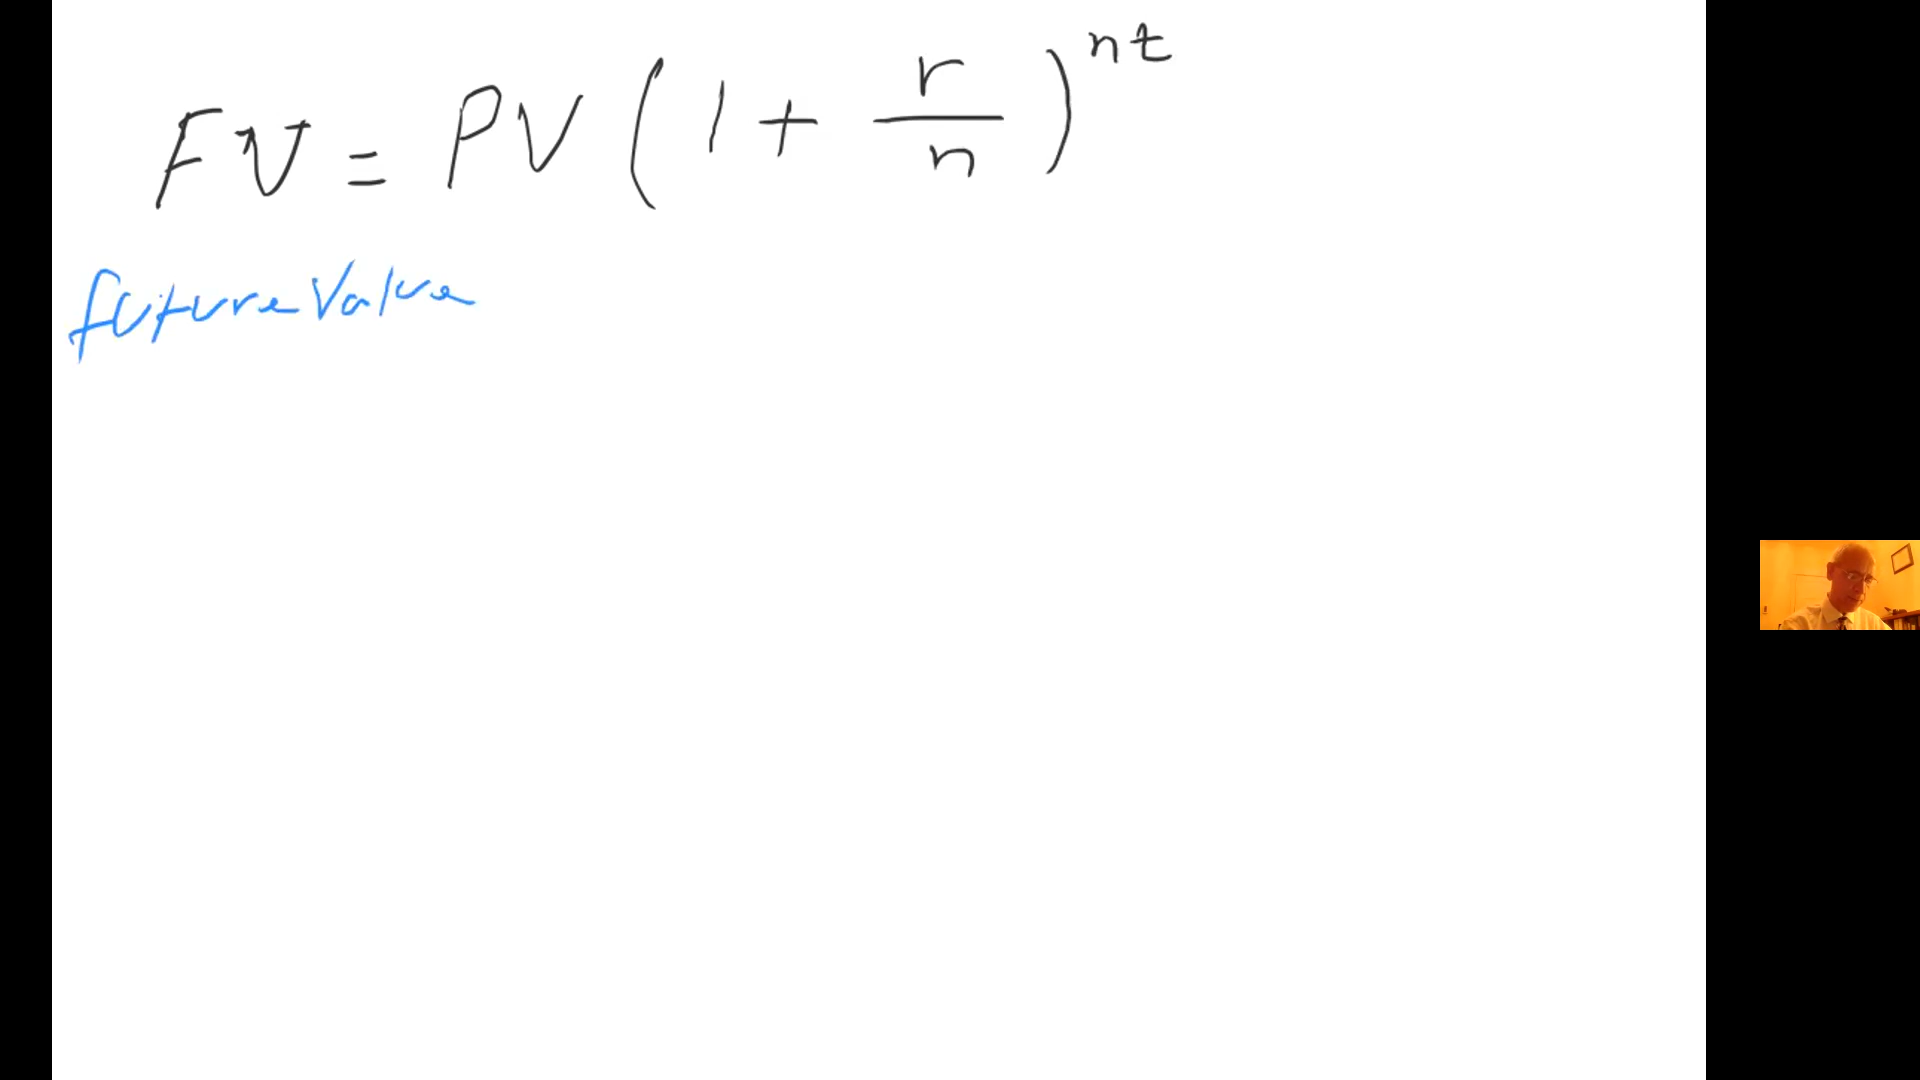 FV = PV ( 1 + r/n )^nt
future Value